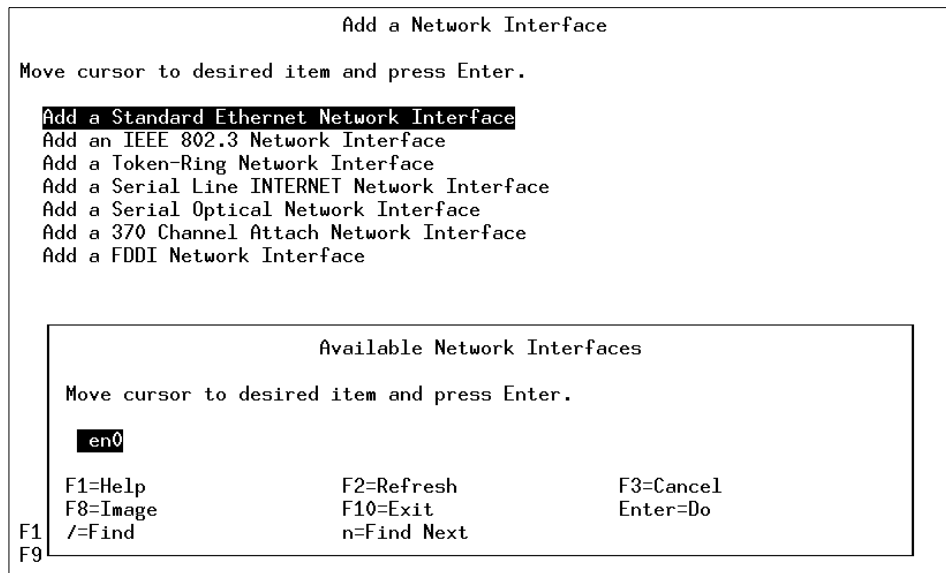 Add a Network Interface
Move cursor to desired item and press Enter.
Add a Standard Ethernet Network Interface
Add an IEEE 802.3 Network Interface
Add a Token-Ring Network Interface
Add a Serial Line INTERNET Network Interface
Add a Serial Optical Network Interface
Add a 370 Channel Attach Network Interface
Add a FDDI Network Interface
Available Network Interfaces
Move cursor to desired item and press Enter.
en0
F1=Help F2=Refresh F3=Cancel
F8=Image F10=Exit Enter=Do
F1 /=Find n=Find Next
F9